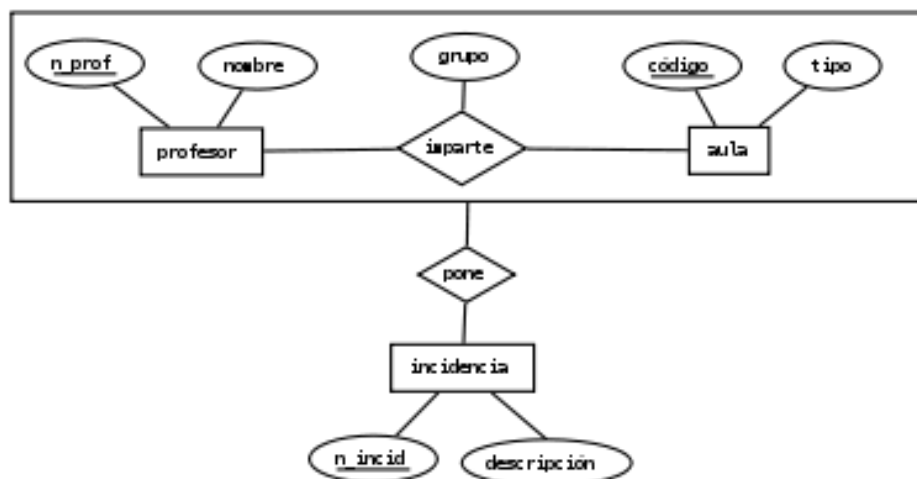 n_prof
nombre
grupo
código
tipo
profesor
imparte
aula
pone
incidencia
n_incid
descripción